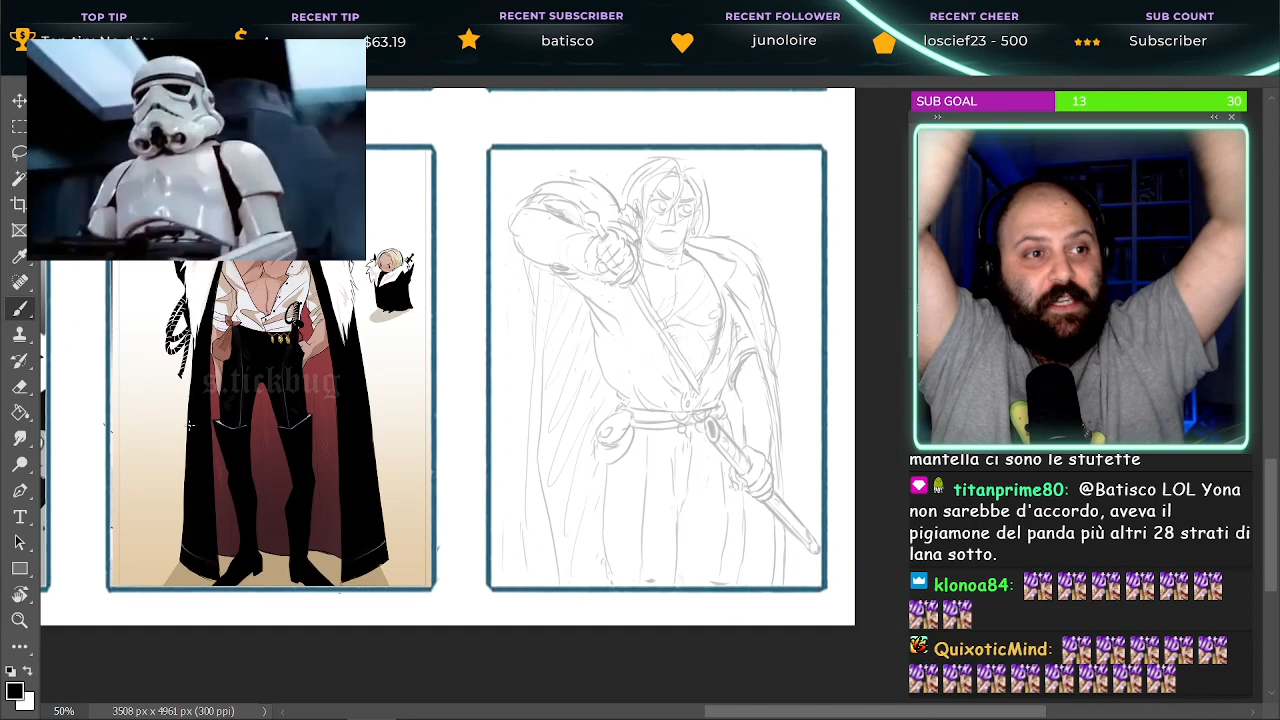 TOP TIP
RECENT TIP
RECENT SUBSCRIBER
RECENT FOLLOWER
RECENT CHEER
SUB COUNT
$63.19
batisco
junoloire
loscief23 - 500
Subscriber
SUB GOAL
13
30
s.tickbug
mantella ci sono le stufette
titanprime80: @Batisco LOL Yona
non sarebbe d'accordo, aveva il
pigiamone del panda più altri 28 strati di
lana sotto.
klonoa84:
QuixoticMind:
50%
3508 px x 4961 px (300 ppi)